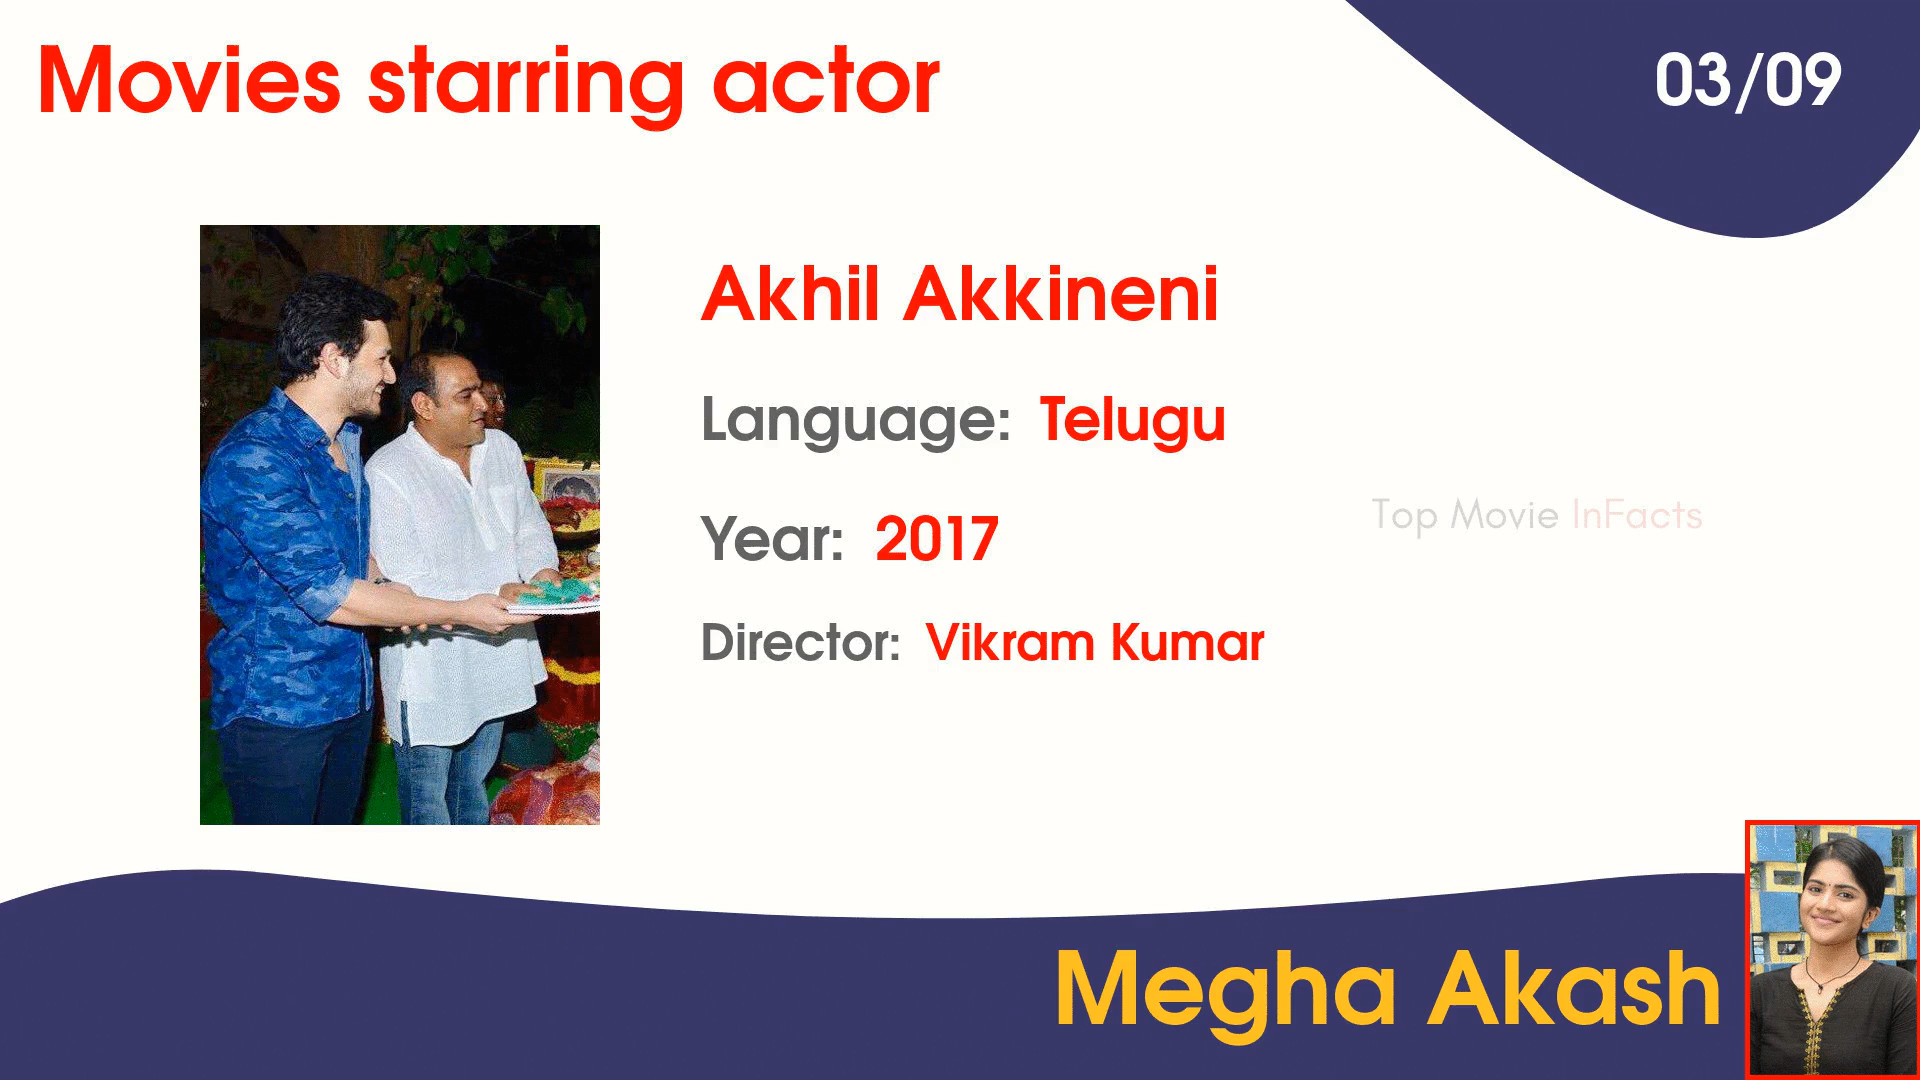 Movies starring actor
03/09
Akhil Akkineni
Language: Telugu
Year: 2017
Top Movie InFacts
Director: Vikram Kumar
Megha Akash